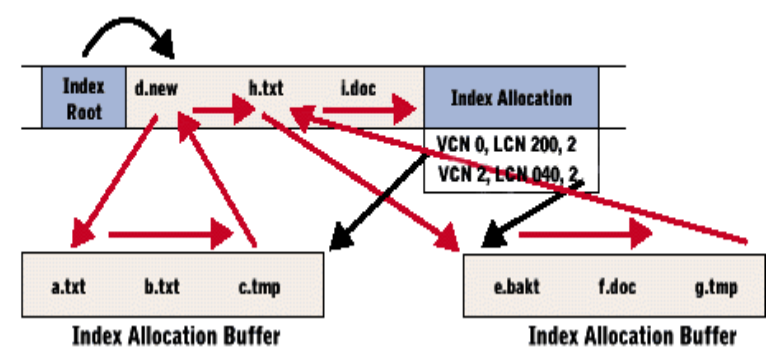 Index Root
d.new
h.txt
i.doc
Index Allocation
VCN 0, LCN 200, 2
VCN 2, LCN 040, 2
a.txt b.txt c.tmp
e.bakt f.doc g.tmp
Index Allocation Buffer
Index Allocation Buffer